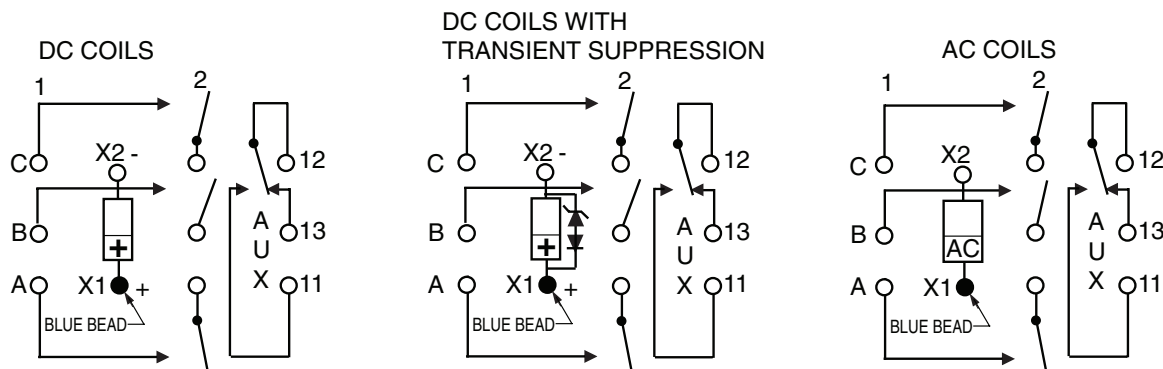 DC COILS
1
2
C
X2 -
12
B
+
A
U
X
13
A
X1
+
11
BLUE BEAD
DC COILS WITH
TRANSIENT SUPPRESSION
1
2
C
X2 -
12
B
+
A
U
X
13
A
X1
+
11
BLUE BEAD
AC COILS
1
2
C
X2
12
B
AC
A
U
X
13
A
X1
11
BLUE BEAD